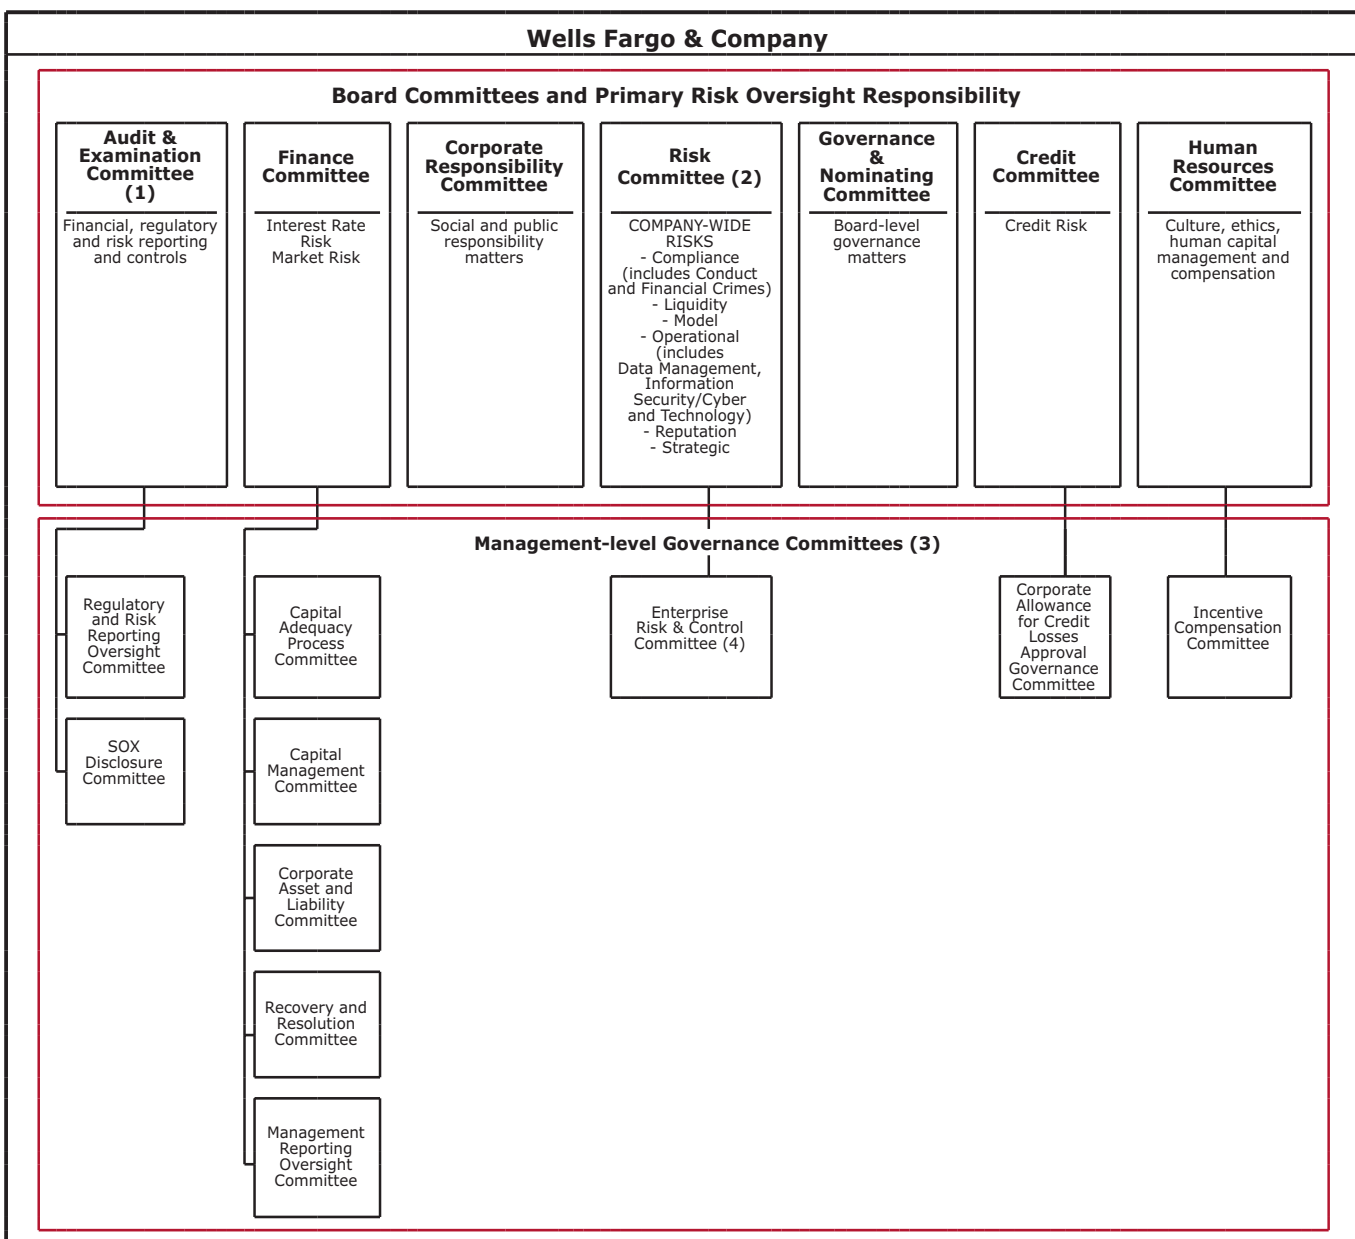 Wells Fargo & Company
Board Committees and Primary Risk Oversight Responsibility
Audit &
Examination
Committee
(1)
Financial, regulatory
and risk reporting
and controls
Finance
Committee
Interest Rate
Risk
Market Risk
Corporate
Responsibility
Committee
Social and public
responsibility
matters
Risk
Committee (2)
COMPANY-WIDE
RISKS
- Compliance
(includes Conduct
and Financial Crimes)
- Liquidity
- Model
- Operational
(includes
Data Management,
Information
Security/Cyber
and Technology)
- Reputation
- Strategic
Governance
&
Nominating
Committee
Board-level
governance
matters
Credit
Committee
Credit Risk
Human
Resources
Committee
Culture, ethics,
human capital
management and
compensation
Management-level Governance Committees (3)
Regulatory
and Risk
Reporting
Oversight
Committee
SOX
Disclosure
Committee
Capital
Adequacy
Process
Committee
Capital
Management
Committee
Corporate
Asset and
Liability
Committee
Recovery and
Resolution
Committee
Management
Reporting
Oversight
Committee
Enterprise
Risk & Control
Committee (4)
Corporate
Allowance
for Credit
Losses
Approval
Governance
Committee
Incentive
Compensation
Committee